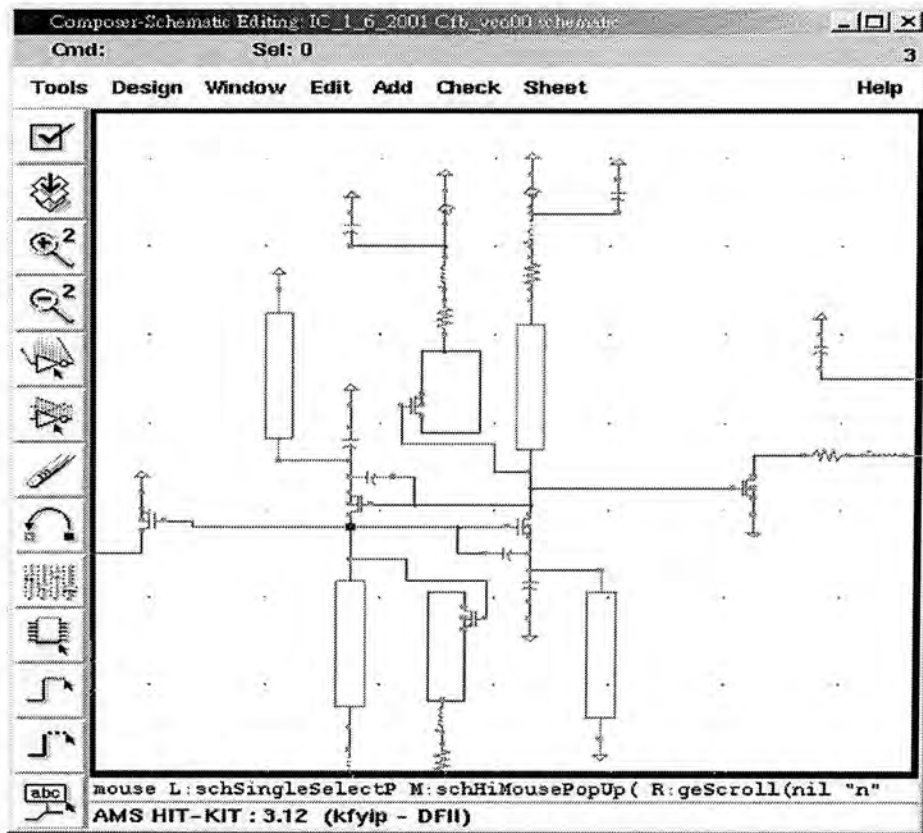 Composer-Schematic Editing: IC_1_6_2001 Cfb_vco00 schematic
Cmd: Sel: 0 3
Tools Design Window Edit Add Check Sheet Help
2
2
abc
mouse L:schSingleSelectP M:schHiMousePopUp( R:geScroll(nil "n"
AMS HIT-KIT : 3.12 (kfyip - DFII)